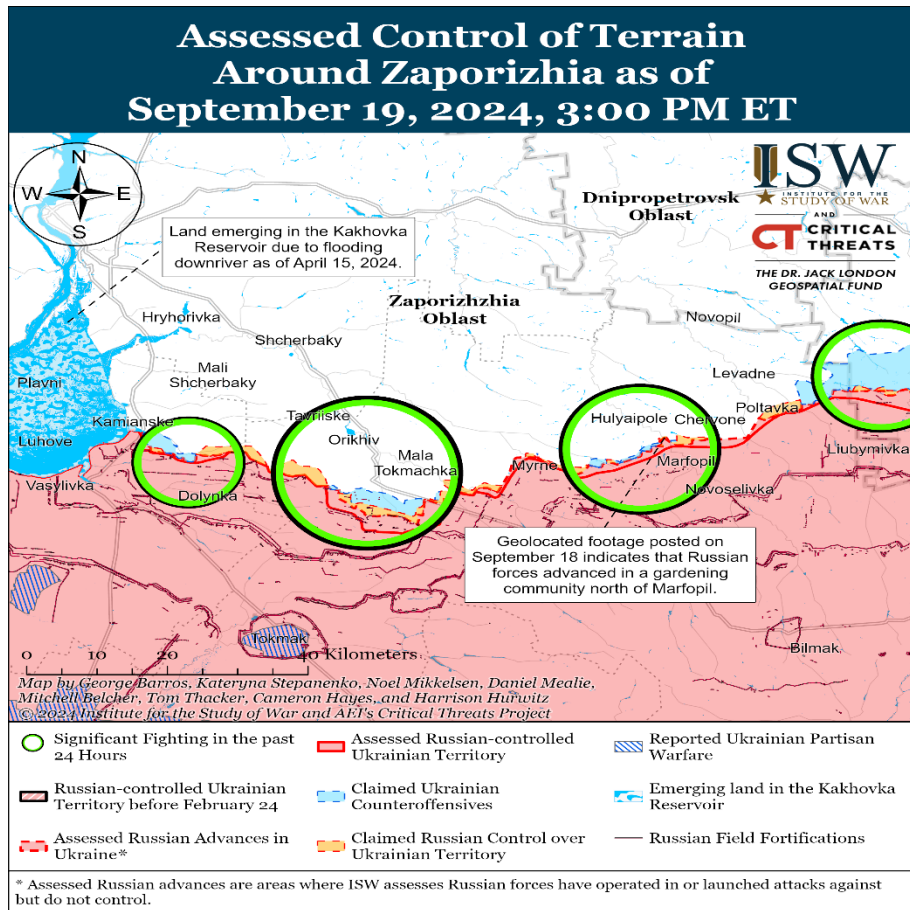 Assessed Control of Terrain
Around Zaporizhia as of
September 19, 2024, 3:00 PM ET
N
W
E
S
Land emerging in the Kakhovka
Reservoir due to flooding
downriver as of April 15, 2024.
Dnipropetrovsk
Oblast
ISW
INSTITUTE FOR THE
STUDY OF WAR
AND
CT CRITICAL
THREATS
THE DR. JACK LONDON
GEOSPATIAL FUND
Zaporizhzhia
Oblast
Hryhorivka
Shcherbaky
Novopil
Mali
Shcherbaky
Plavni
Levadne
Kamianske
Tavriiske
Hulyaipole
Chervone
Poltavka
Luhove
Orikhiv
Mala
Tokmachka
Myrne
Marfopil
Liubymivka
Vasylivka
Dolynka
Novoselivka
Geolocated footage posted on
September 18 indicates that Russian
forces advanced in a gardening
community north of Marfopil.
Tokmak
Bilmak
0 10 20 40 Kilometers
Map by George Barros, Kateryna Stepanenko, Noel Mikkelsen, Daniel Mealie,
Mitchell Belcher, Tom Thacker, Cameron Hayes, and Harrison Hurwitz
© 2024 Institute for the Study of War and AEI's Critical Threats Project
Significant Fighting in the past
24 Hours
Assessed Russian-controlled
Ukrainian Territory
Reported Ukrainian Partisan
Warfare
Russian-controlled Ukrainian
Territory before February 24
Claimed Ukrainian
Counteroffensives
Emerging land in the Kakhovka
Reservoir
Assessed Russian Advances in
Ukraine*
Claimed Russian Control over
Ukrainian Territory
Russian Field Fortifications
* Assessed Russian advances are areas where ISW assesses Russian forces have operated in or launched attacks against
but do not control.